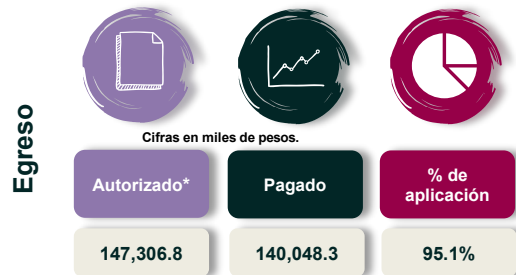 Egreso
Cifras en miles de pesos.
Autorizado*
Pagado
% de
aplicación
147,306.8
140,048.3
95.1%